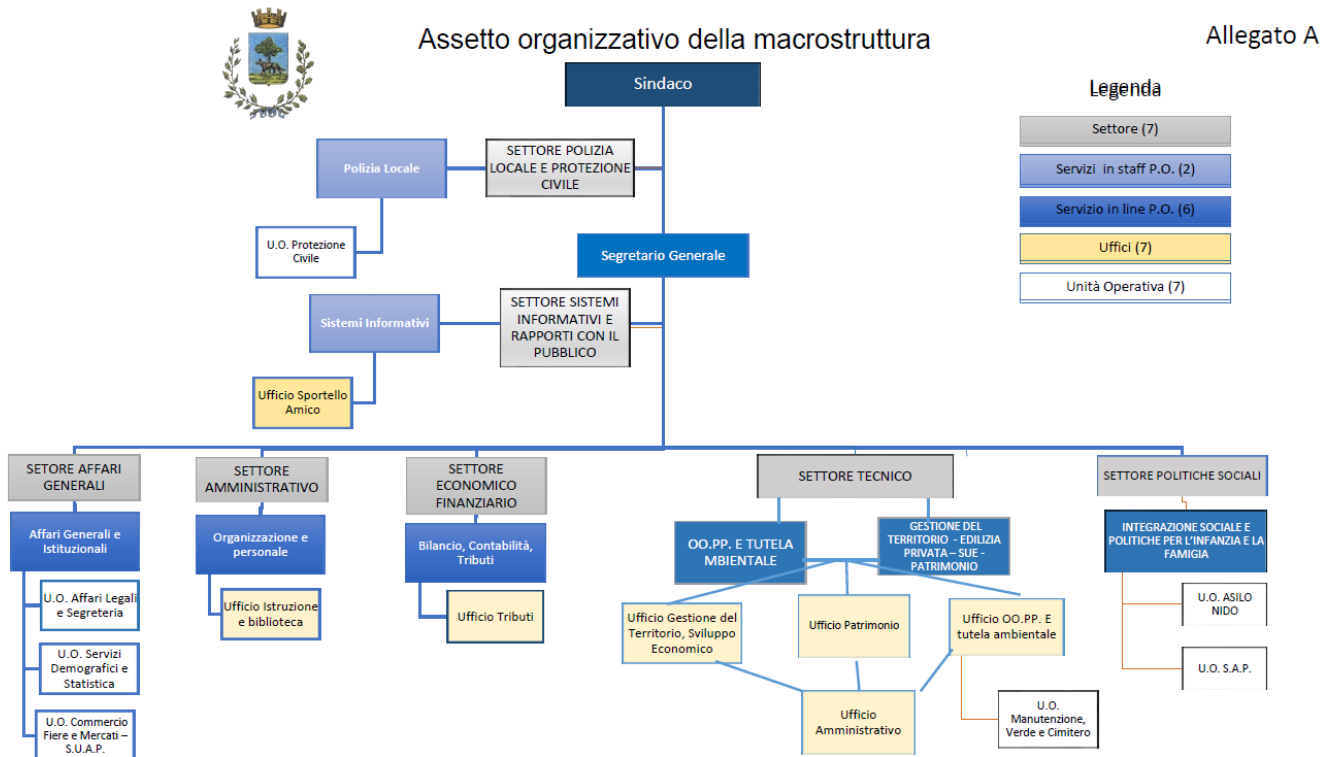 Assetto organizzativo della macrostruttura
Allegato A
Sindaco
Legenda
Settore (7)
Servizi in staff P.O. (2)
Servizio in line P.O. (6)
Uffici (7)
Unità Operativa (7)
Polizia Locale
SETTORE POLIZIA
LOCALE E PROTEZIONE
CIVILE
U.O. Protezione
Civile
Segretario Generale
Sistemi Informativi
SETTORE SISTEMI
INFORMATIVI E
RAPPORTI CON IL
PUBBLICO
Ufficio Sportello
Amico
SETORE AFFARI
GENERALI
Affari Generali e
Istituzionali
U.O. Affari Legali
e Segreteria
U.O. Servizi
Demografici e
Statistica
U.O. Commercio
Fiere e Mercati –
S.U.A.P.
SETTORE
AMMINISTRATIVO
Organizzazione e
personale
Ufficio Istruzione
e biblioteca
SETTORE
ECONOMICO
FINANZIARIO
Bilancio, Contabilità,
Tributi
Ufficio Tributi
SETTORE TECNICO
OO.PP. E TUTELA
MBIENTALE
GESTIONE DEL
TERRITORIO - EDILIZIA
PRIVATA – SUE -
PATRIMONIO
Ufficio Gestione del
Territorio, Sviluppo
Economico
Ufficio Patrimonio
Ufficio OO.PP. E
tutela ambientale
Ufficio
Amministrativo
U.O.
Manutenzione,
Verde e Cimitero
SETTORE POLITICHE SOCIALI
INTEGRAZIONE SOCIALE E
POLITICHE PER L'INFANZIA E LA
FAMIGIA
U.O. ASILO
NIDO
U.O. S.A.P.